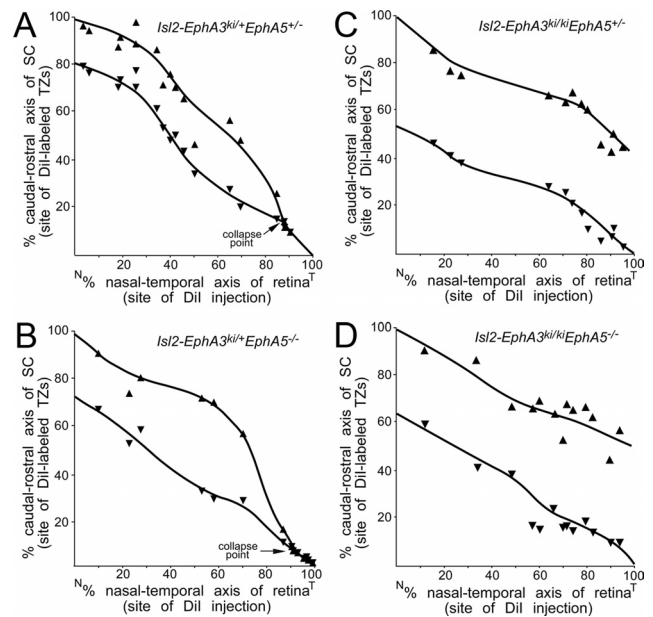 A
Isl2-EphA3ki/+EphA5+/-
% caudal-rostral axis of SC
(site of DiI-labeled TZs)
100
80
60
40
20
collapse
point
20 40 60 80 100
N% nasal-temporal axis of retinaT
(site of DiI injection)
B
Isl2-EphA3ki/+EphA5-/-
% caudal-rostral axis of SC
(site of DiI-labeled TZs)
100
80
60
40
20
collapse
point
20 40 60 80 100
N% nasal-temporal axis of retinaT
(site of DiI injection)
C
Isl2-EphA3ki/kiEphA5+/-
% caudal-rostral axis of SC
(site of DiI-labeled TZs)
100
80
60
40
20
20 40 60 80 100
N% nasal-temporal axis of retinaT
(site of DiI injection)
D
Isl2-EphA3ki/kiEphA5-/-
% caudal-rostral axis of SC
(site of DiI-labeled TZs)
100
80
60
40
20
20 40 60 80 100
N% nasal-temporal axis of retinaT
(site of DiI injection)